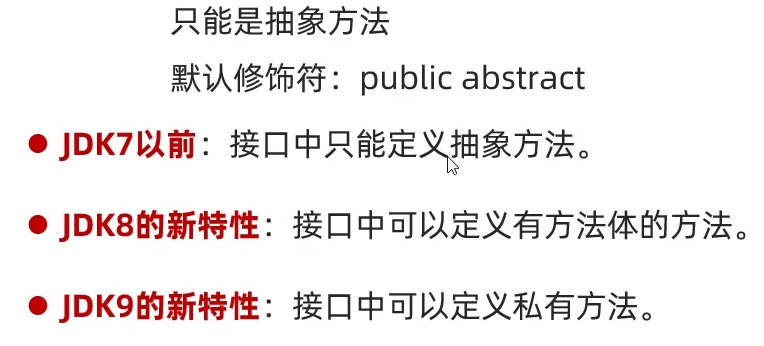 只能是抽象方法
默认修饰符：public abstract
● JDK7以前：接口中只能定义抽象方法。
● JDK8的新特性：接口中可以定义有方法体的方法。
● JDK9的新特性：接口中可以定义私有方法。